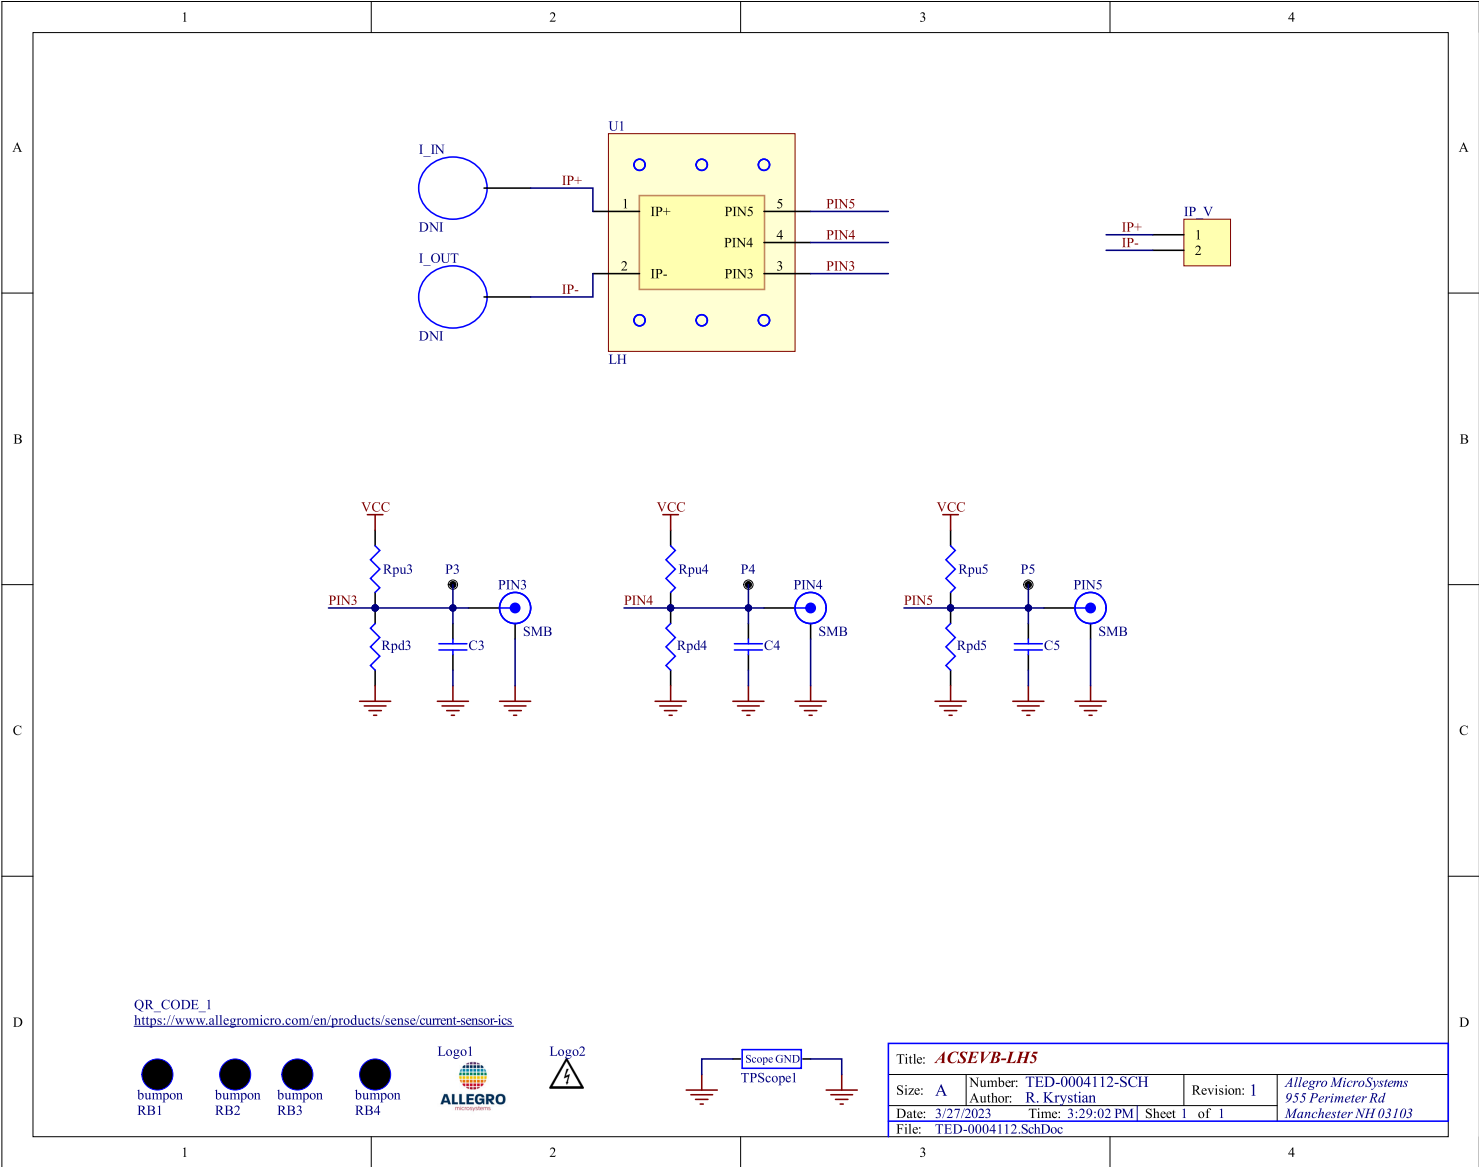 1 2 3 4
A A
B B
C C
D D
U1
I_IN
IP+
DNI
I_OUT
IP-
DNI
1 IP+ PIN5 5 PIN5
PIN4 4 PIN4
2 IP- PIN3 3 PIN3
LH
IP_V
IP+ 1
IP- 2
VCC
Rpu3 P3
PIN3 PIN3
SMB
Rpd3 C3
VCC
Rpu4 P4
PIN4 PIN4
SMB
Rpd4 C4
VCC
Rpu5 P5
PIN5 PIN5
SMB
Rpd5 C5
QR_CODE_1
https://www.allegromicro.com/en/products/sense/current-sensor-ics
bumpon
RB1
bumpon
RB2
bumpon
RB3
bumpon
RB4
Logo1
ALLEGRO
microsystems
Logo2
Scope GND
TPScope1
Title: ACSEVB-LH5
Size: A Number: TED-0004112-SCH Revision: 1
Author: R. Krystian
Allegro MicroSystems
955 Perimeter Rd
Manchester NH 03103
Date: 3/27/2023 Time: 3:29:02 PM Sheet 1 of 1
File: TED-0004112.SchDoc
1 2 3 4